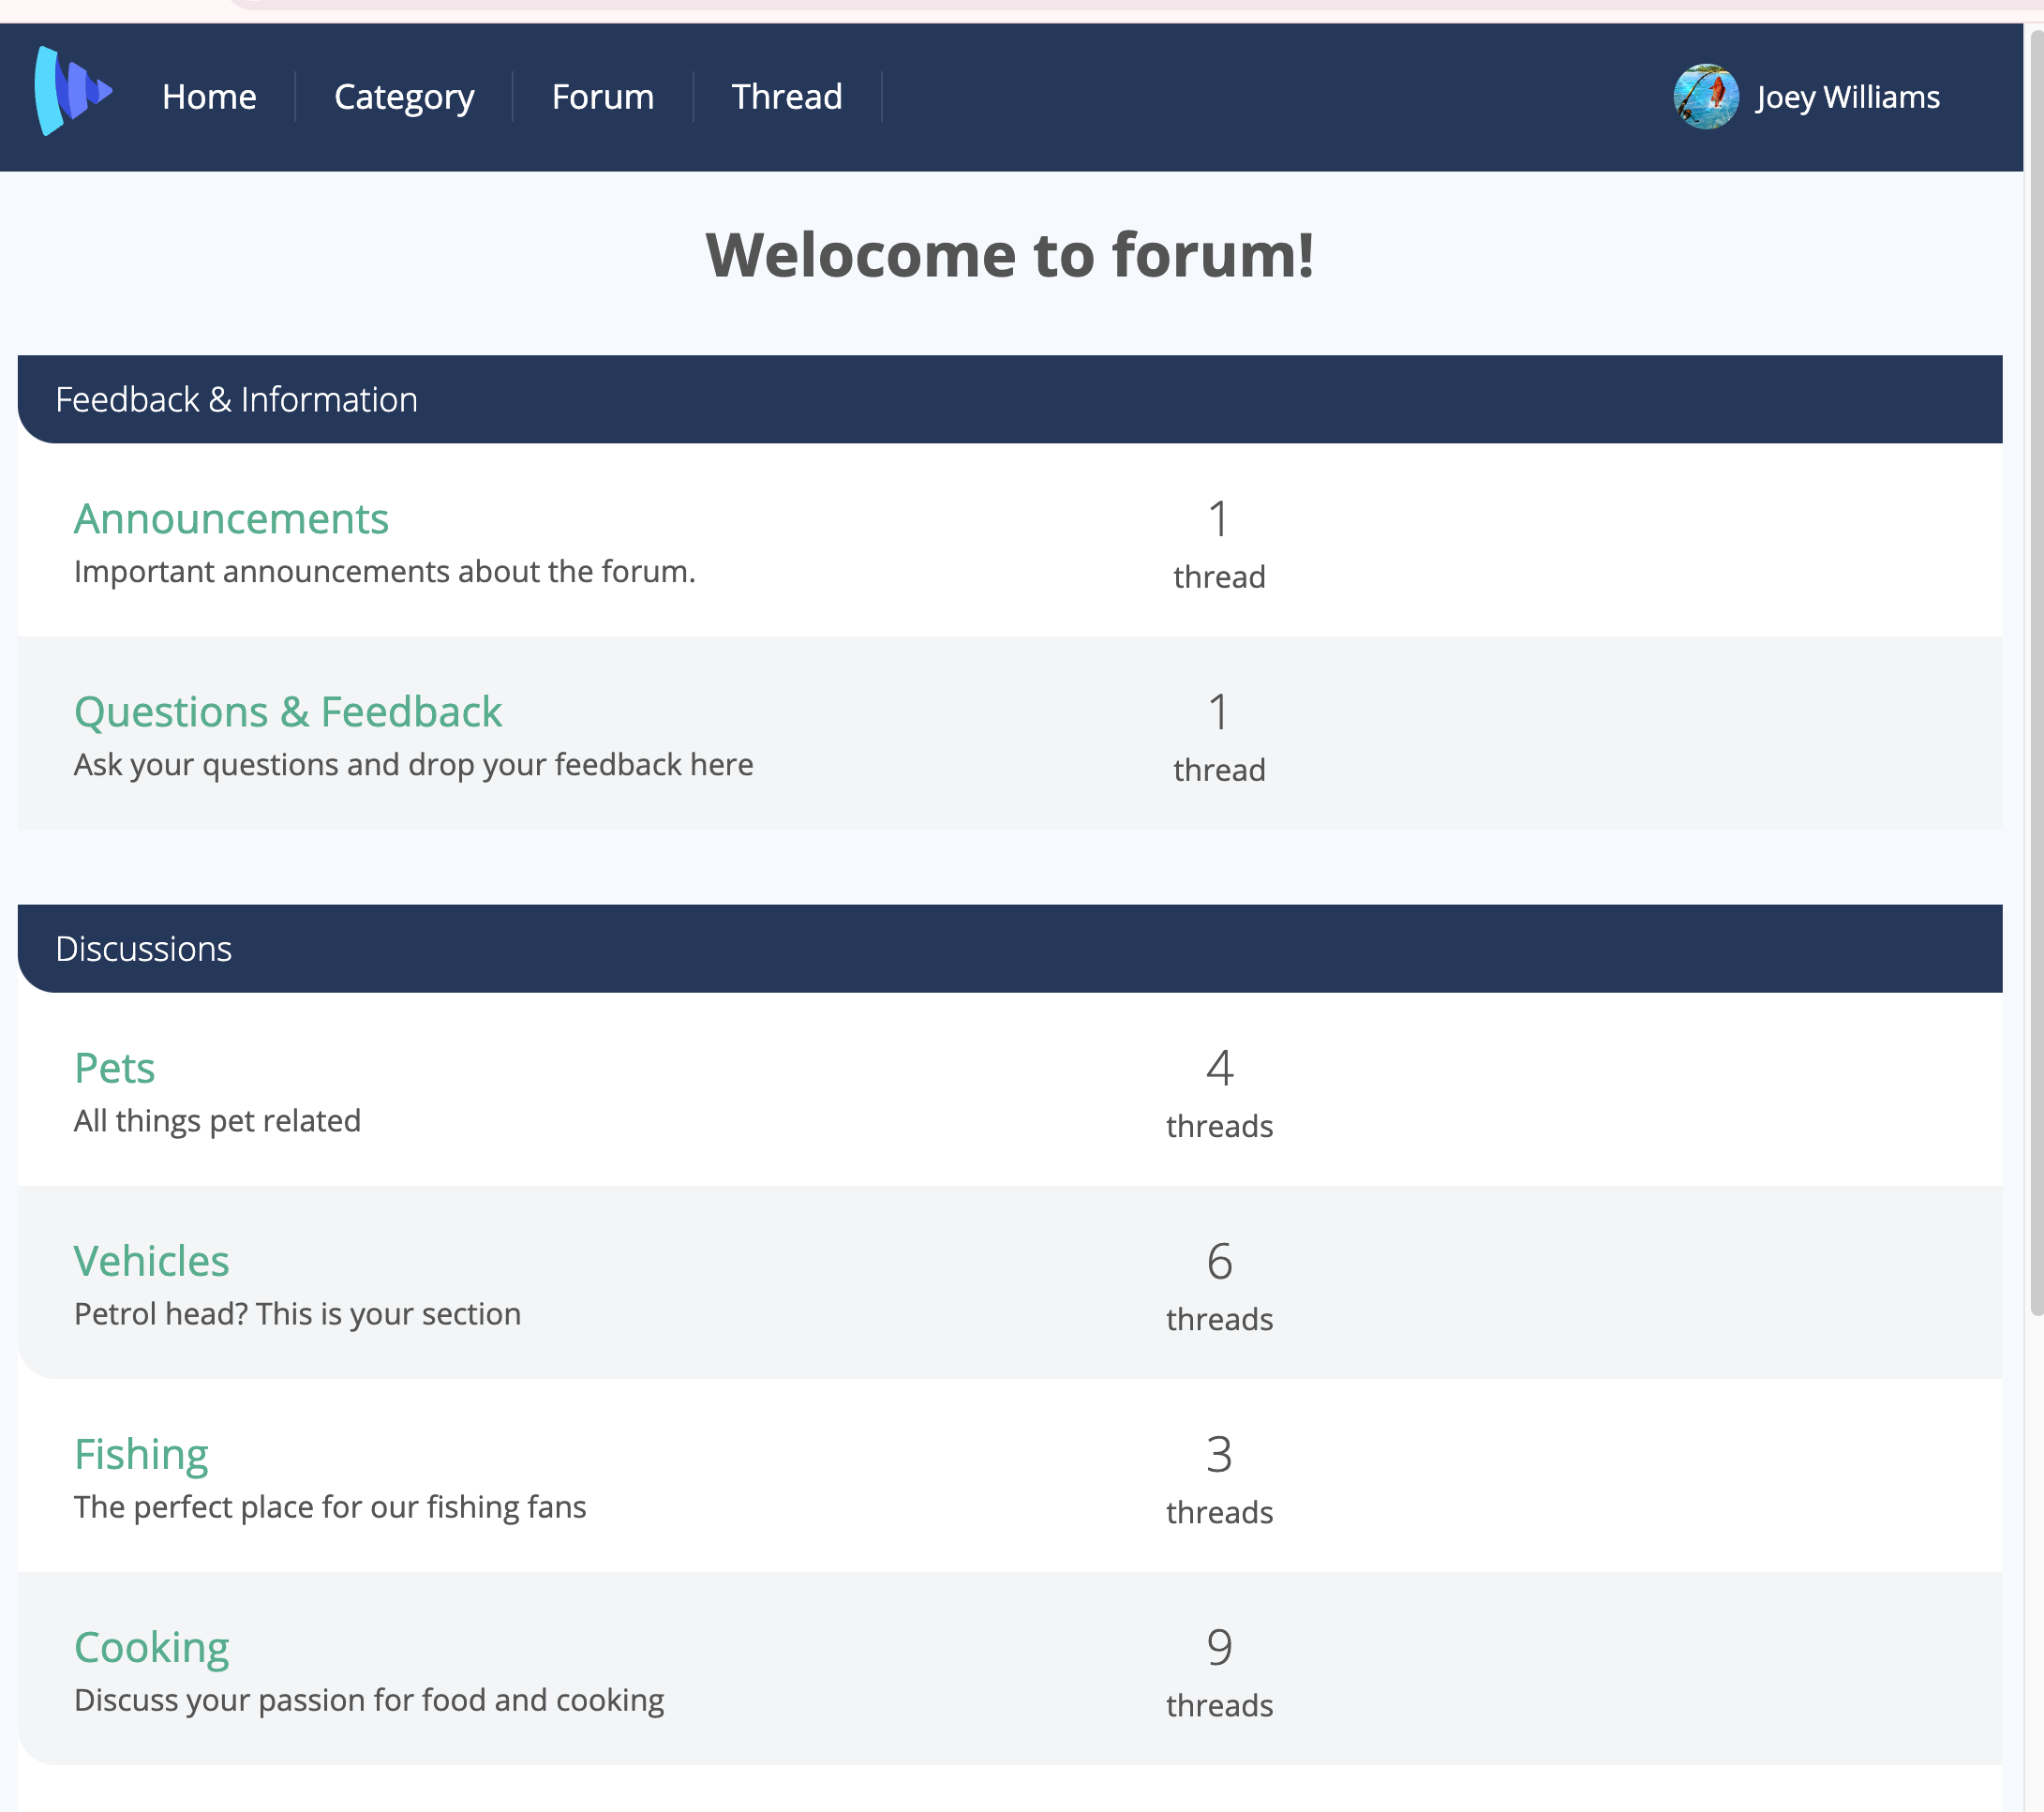 Home Category Forum Thread Joey Williams
Welocome to forum!
Feedback & Information
Announcements
Important announcements about the forum.
1
thread
Questions & Feedback
Ask your questions and drop your feedback here
1
thread
Discussions
Pets
All things pet related
4
threads
Vehicles
Petrol head? This is your section
6
threads
Fishing
The perfect place for our fishing fans
3
threads
Cooking
Discuss your passion for food and cooking
9
threads